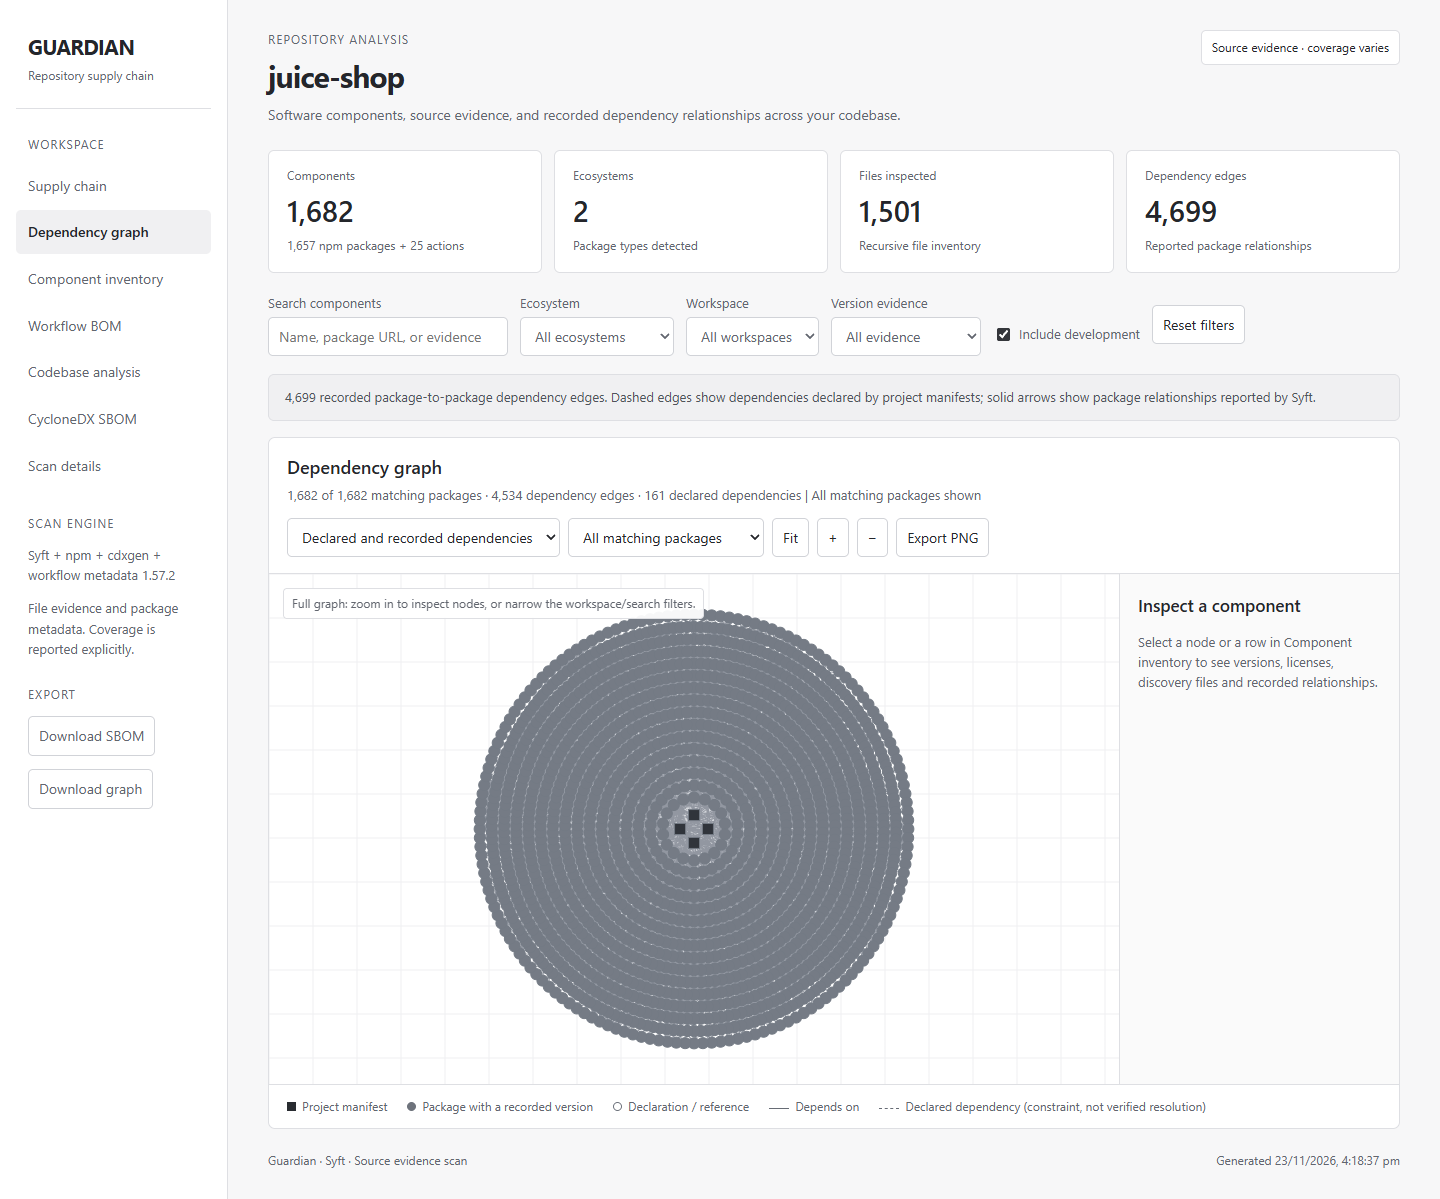 GUARDIAN
Repository supply chain
WORKSPACE
Supply chain
Dependency graph
Component inventory
Workflow BOM
Codebase analysis
CycloneDX SBOM
Scan details
SCAN ENGINE
Syft + npm + cdxgen +
workflow metadata 1.57.2
File evidence and package
metadata. Coverage is
reported explicitly.
EXPORT
Download SBOM
Download graph
REPOSITORY ANALYSIS
juice-shop
Software components, source evidence, and recorded dependency relationships across your codebase.
Source evidence · coverage varies
Components
1,682
1,657 npm packages + 25 actions
Ecosystems
2
Package types detected
Files inspected
1,501
Recursive file inventory
Dependency edges
4,699
Reported package relationships
Search components
Name, package URL, or evidence
Ecosystem
All ecosystems
Workspace
All workspaces
Version evidence
All evidence
Include development
Reset filters
4,699 recorded package-to-package dependency edges. Dashed edges show dependencies declared by project manifests; solid arrows show package relationships reported by Syft.
Dependency graph
1,682 of 1,682 matching packages · 4,534 dependency edges · 161 declared dependencies | All matching packages shown
Declared and recorded dependencies
All matching packages
Fit
+
−
Export PNG
Full graph: zoom in to inspect nodes, or narrow the workspace/search filters.
Inspect a component
Select a node or a row in Component
inventory to see versions, licenses,
discovery files and recorded relationships.
Project manifest
Package with a recorded version
Declaration / reference
Depends on
Declared dependency (constraint, not verified resolution)
Guardian · Syft · Source evidence scan
Generated 23/11/2026, 4:18:37 pm